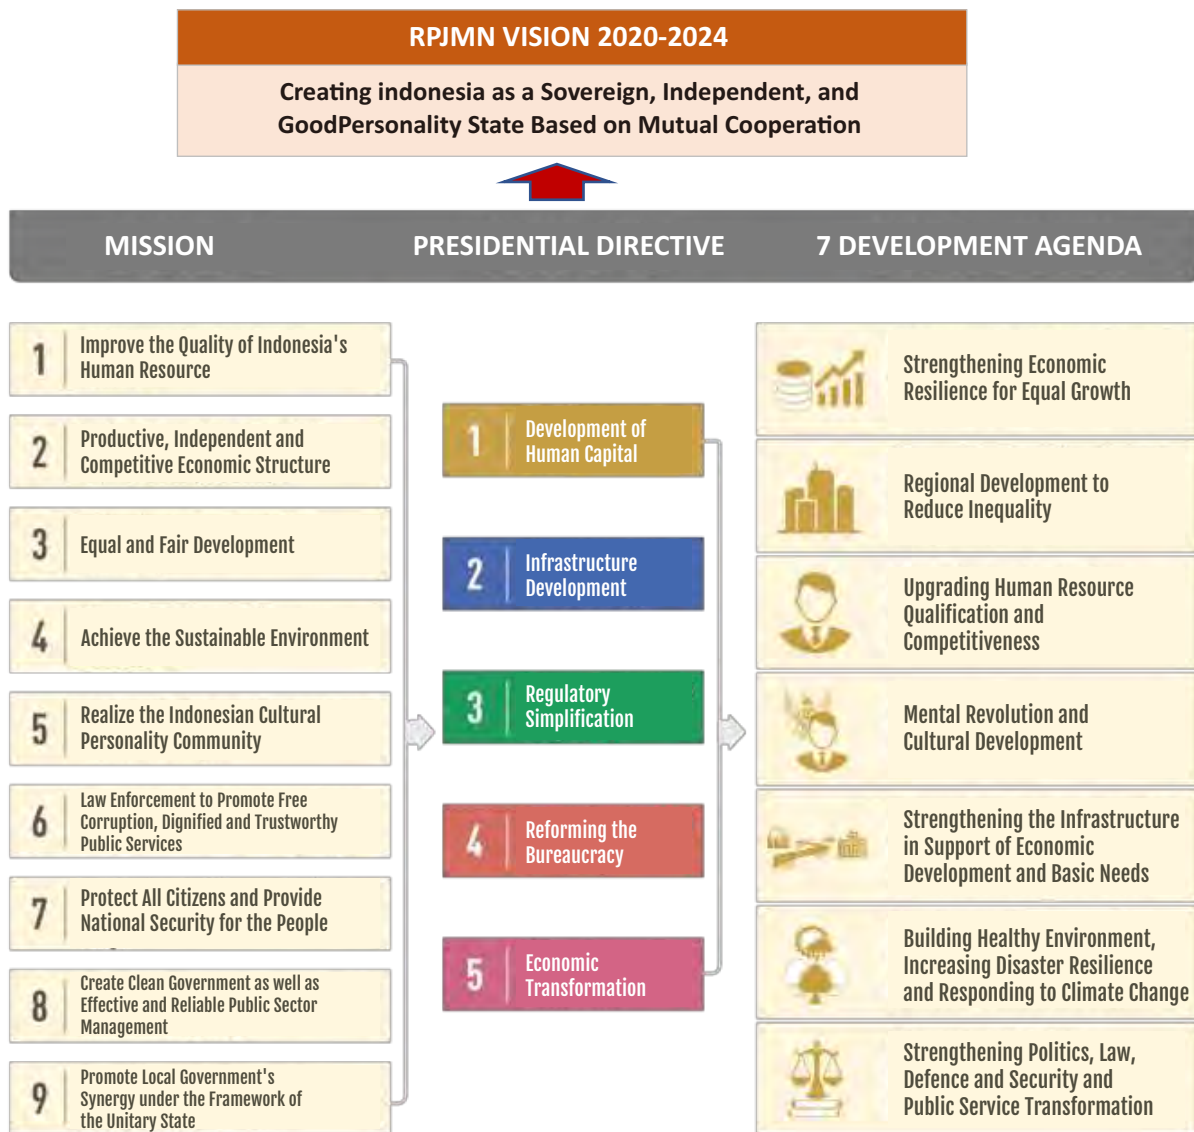 RPJMN VISION 2020-2024
Creating indonesia as a Sovereign, Independent, and
GoodPersonality State Based on Mutual Cooperation
MISSION
PRESIDENTIAL DIRECTIVE
7 DEVELOPMENT AGENDA
1
Improve the Quality of Indonesia's
Human Resource
2
Productive, Independent and
Competitive Economic Structure
3
Equal and Fair Development
4
Achieve the Sustainable Environment
5
Realize the Indonesian Cultural
Personality Community
6
Law Enforcement to Promote Free
Corruption, Dignified and Trustworthy
Public Services
7
Protect All Citizens and Provide
National Security for the People
8
Create Clean Government as well as
Effective and Reliable Public Sector
Management
9
Promote Local Government's
Synergy under the Framework of
the Unitary State
1
Development of
Human Capital
2
Infrastructure
Development
3
Regulatory
Simplification
4
Reforming the
Bureaucracy
5
Economic
Transformation
Strengthening Economic
Resilience for Equal Growth
Regional Development to
Reduce Inequality
Upgrading Human Resource
Qualification and
Competitiveness
Mental Revolution and
Cultural Development
Strengthening the Infrastructure
in Support of Economic
Development and Basic Needs
Building Healthy Environment,
Increasing Disaster Resilience
and Responding to Climate Change
Strengthening Politics, Law,
Defence and Security and
Public Service Transformation